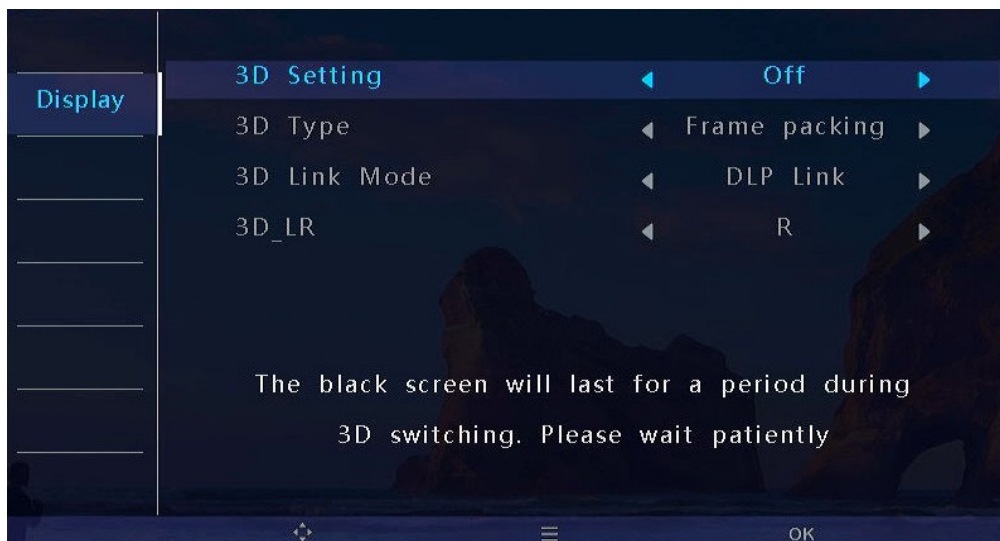 Display
3D Setting Off
3D Type Frame packing
3D Link Mode DLP Link
3D_LR R
The black screen will last for a period during
3D switching. Please wait patiently
OK